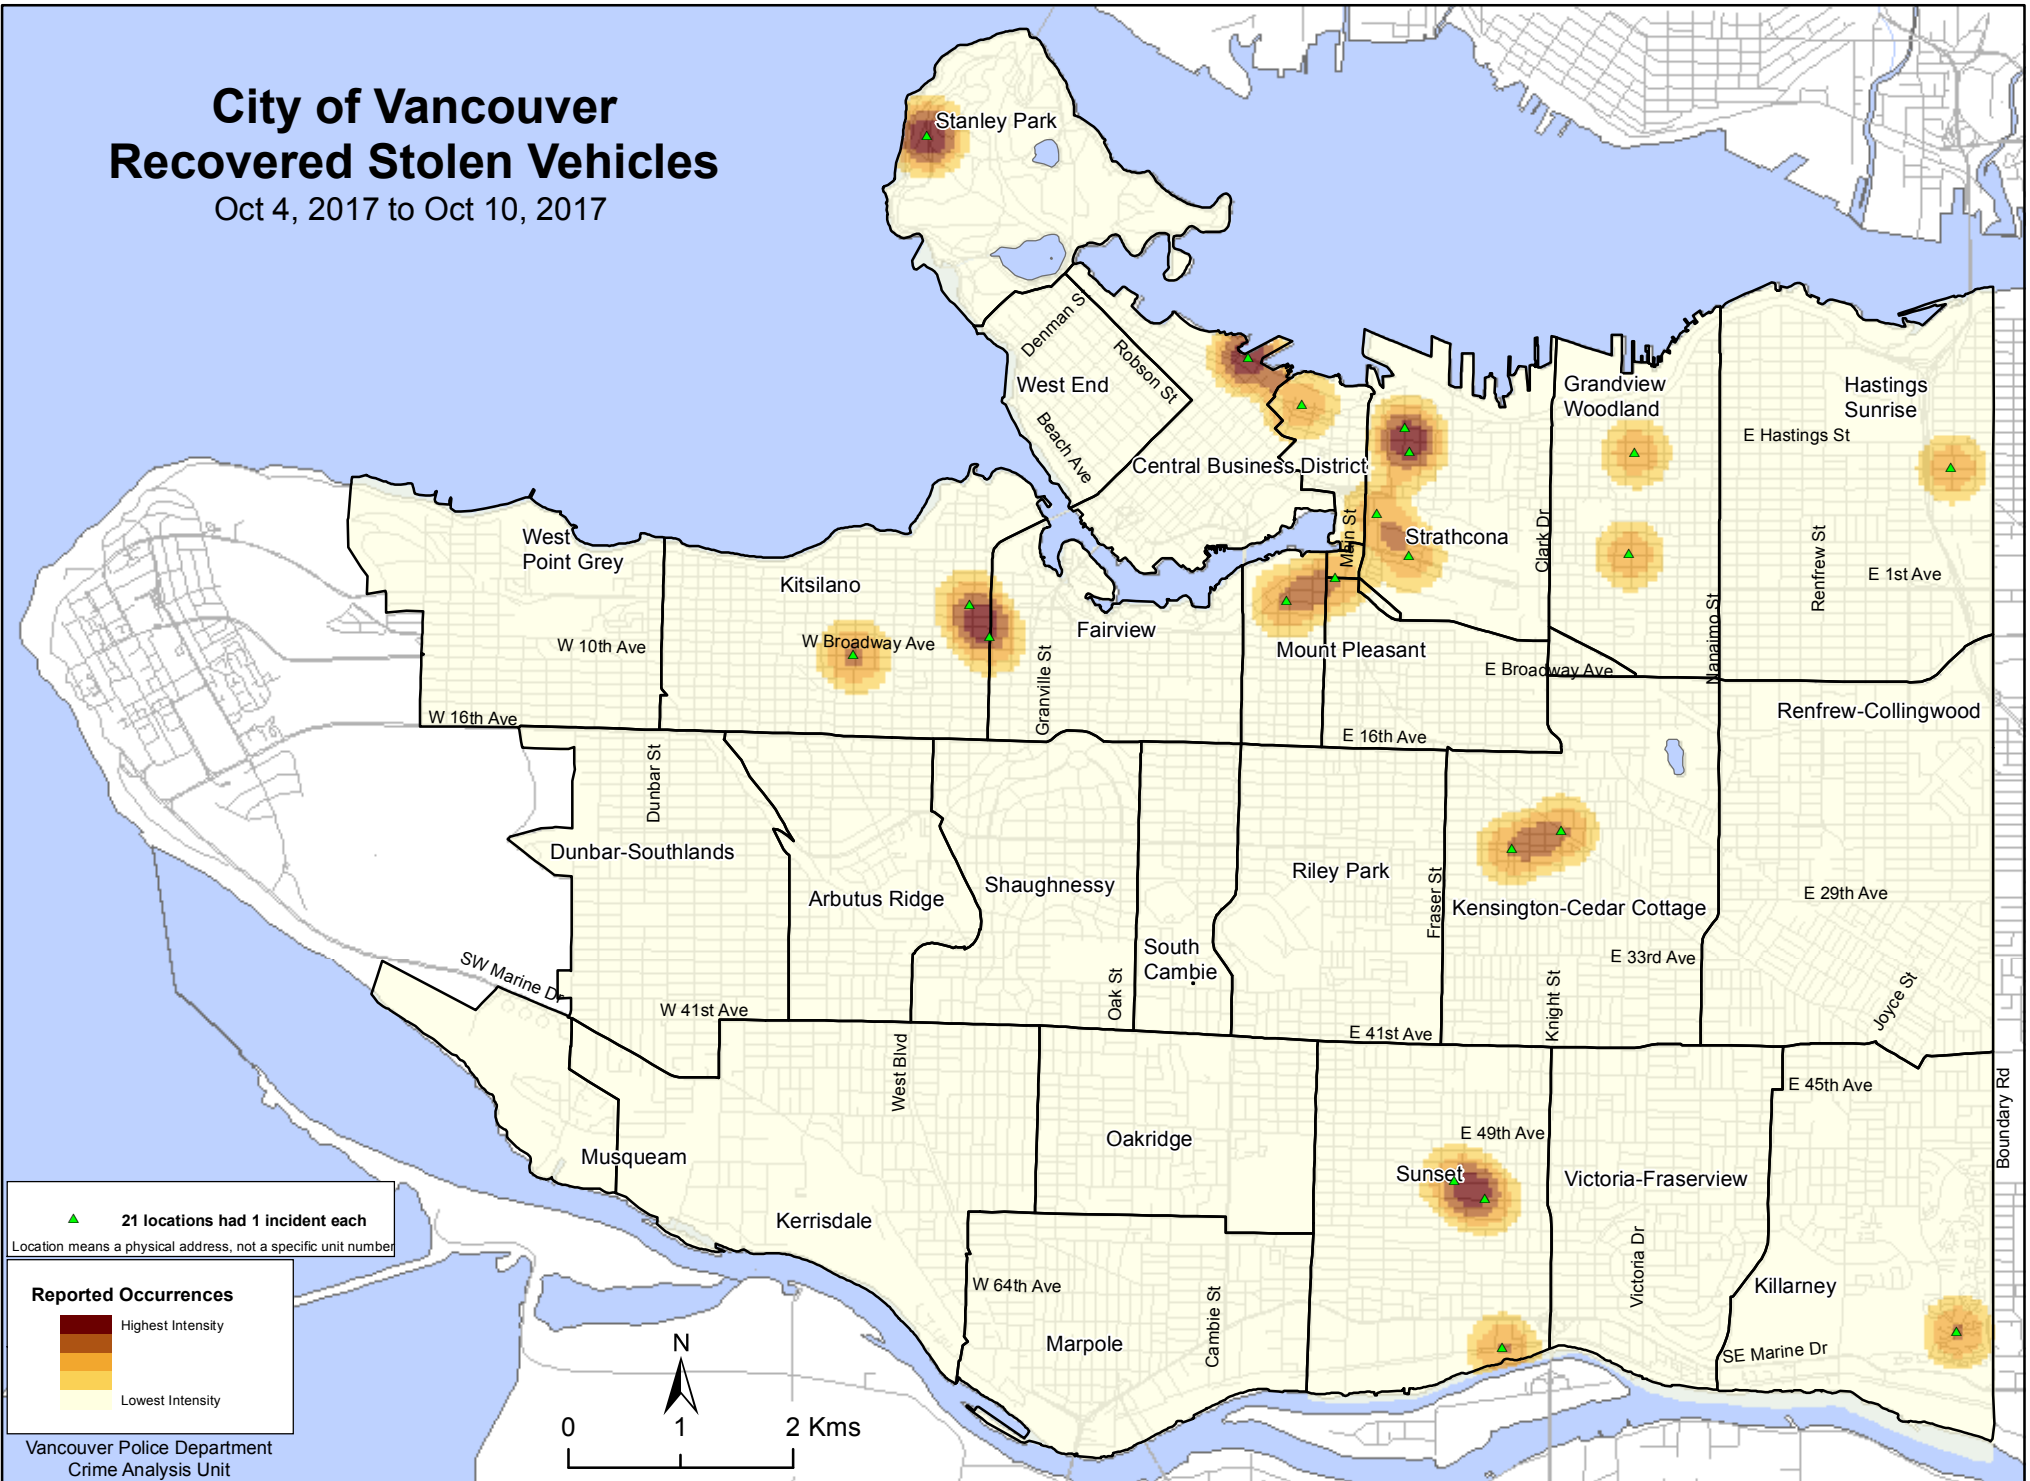 City of Vancouver
Recovered Stolen Vehicles
Oct 4, 2017 to Oct 10, 2017
Stanley Park
Denman S
Robson St
West End
Beach Ave
Central Business District
Grandview
Woodland
Hastings
Sunrise
E Hastings St
Main St
Strathcona
Clark Dr
Renfrew St
E 1st Ave
Nanaimo St
West
Point Grey
Kitsilano
W 10th Ave
W Broadway Ave
Fairview
Granville St
Mount Pleasant
E Broadway Ave
W 16th Ave
E 16th Ave
Renfrew-Collingwood
Dunbar St
Dunbar-Southlands
Arbutus Ridge
Shaughnessy
Riley Park
Fraser St
Kensington-Cedar Cottage
E 29th Ave
South
Cambie
E 33rd Ave
SW Marine Dr
W 41st Ave
Oak St
E 41st Ave
Knight St
Joyce St
West Blvd
E 45th Ave
Boundary Rd
Musqueam
Oakridge
E 49th Ave
Sunset
Victoria-Fraserview
Kerrisdale
Victoria Dr
W 64th Ave
Cambie St
Killarney
Marpole
SE Marine Dr
21 locations had 1 incident each
Location means a physical address, not a specific unit number
Reported Occurrences
Highest Intensity
Lowest Intensity
N
0 1 2 Kms
Vancouver Police Department
Crime Analysis Unit